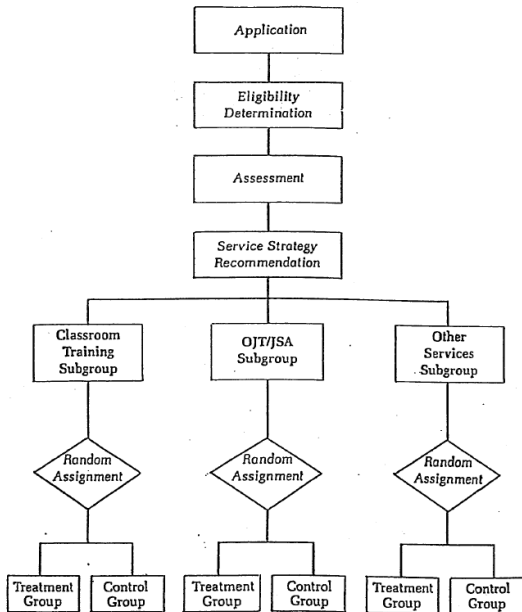 Application
Eligibility
Determination
Assessment
Service Strategy
Recommendation
Classroom
Training
Subgroup
OJT/JSA
Subgroup
Other
Services
Subgroup
Random
Assignment
Random
Assignment
Random
Assignment
Treatment
Group
Control
Group
Treatment
Group
Control
Group
Treatment
Group
Control
Group